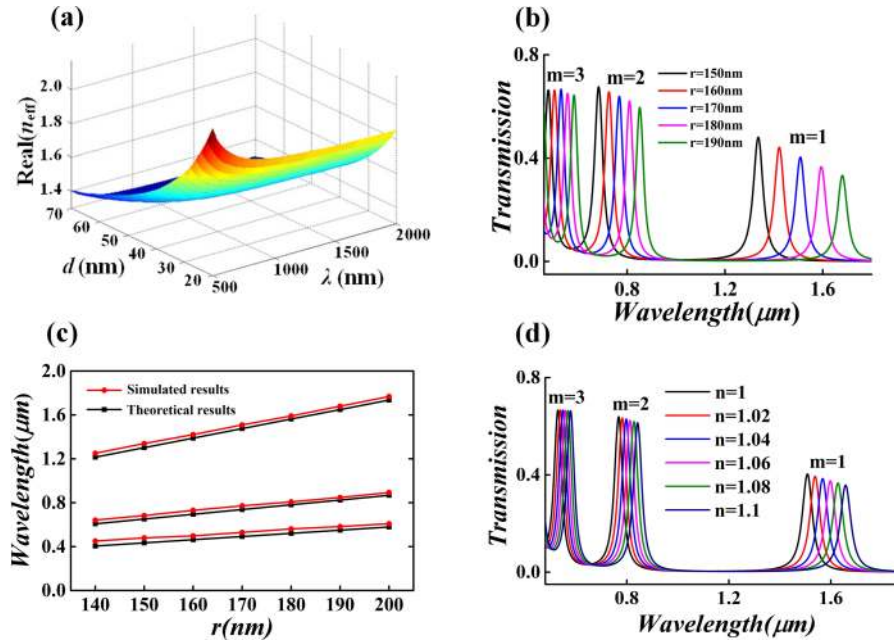 (a)
Real(neff)
2.0
1.8
1.6
1.4
70
60
50
40
30
20
d (nm)
500
1000
1500
2000
λ (nm)
(b)
Transmission
0.8
0.4
0.0
m=3
m=2
m=1
r=150nm
r=160nm
r=170nm
r=180nm
r=190nm
0.8 1.2 1.6
Wavelength(μm)
(c)
Wavelength(μm)
2.0
1.6
1.2
0.8
0.4
0.0
Simulated results
Theoretical results
140 150 160 170 180 190 200
r(nm)
(d)
Transmission
0.8
0.4
0.0
m=3
m=2
m=1
n=1
n=1.02
n=1.04
n=1.06
n=1.08
n=1.1
0.8 1.2 1.6
Wavelength(μm)